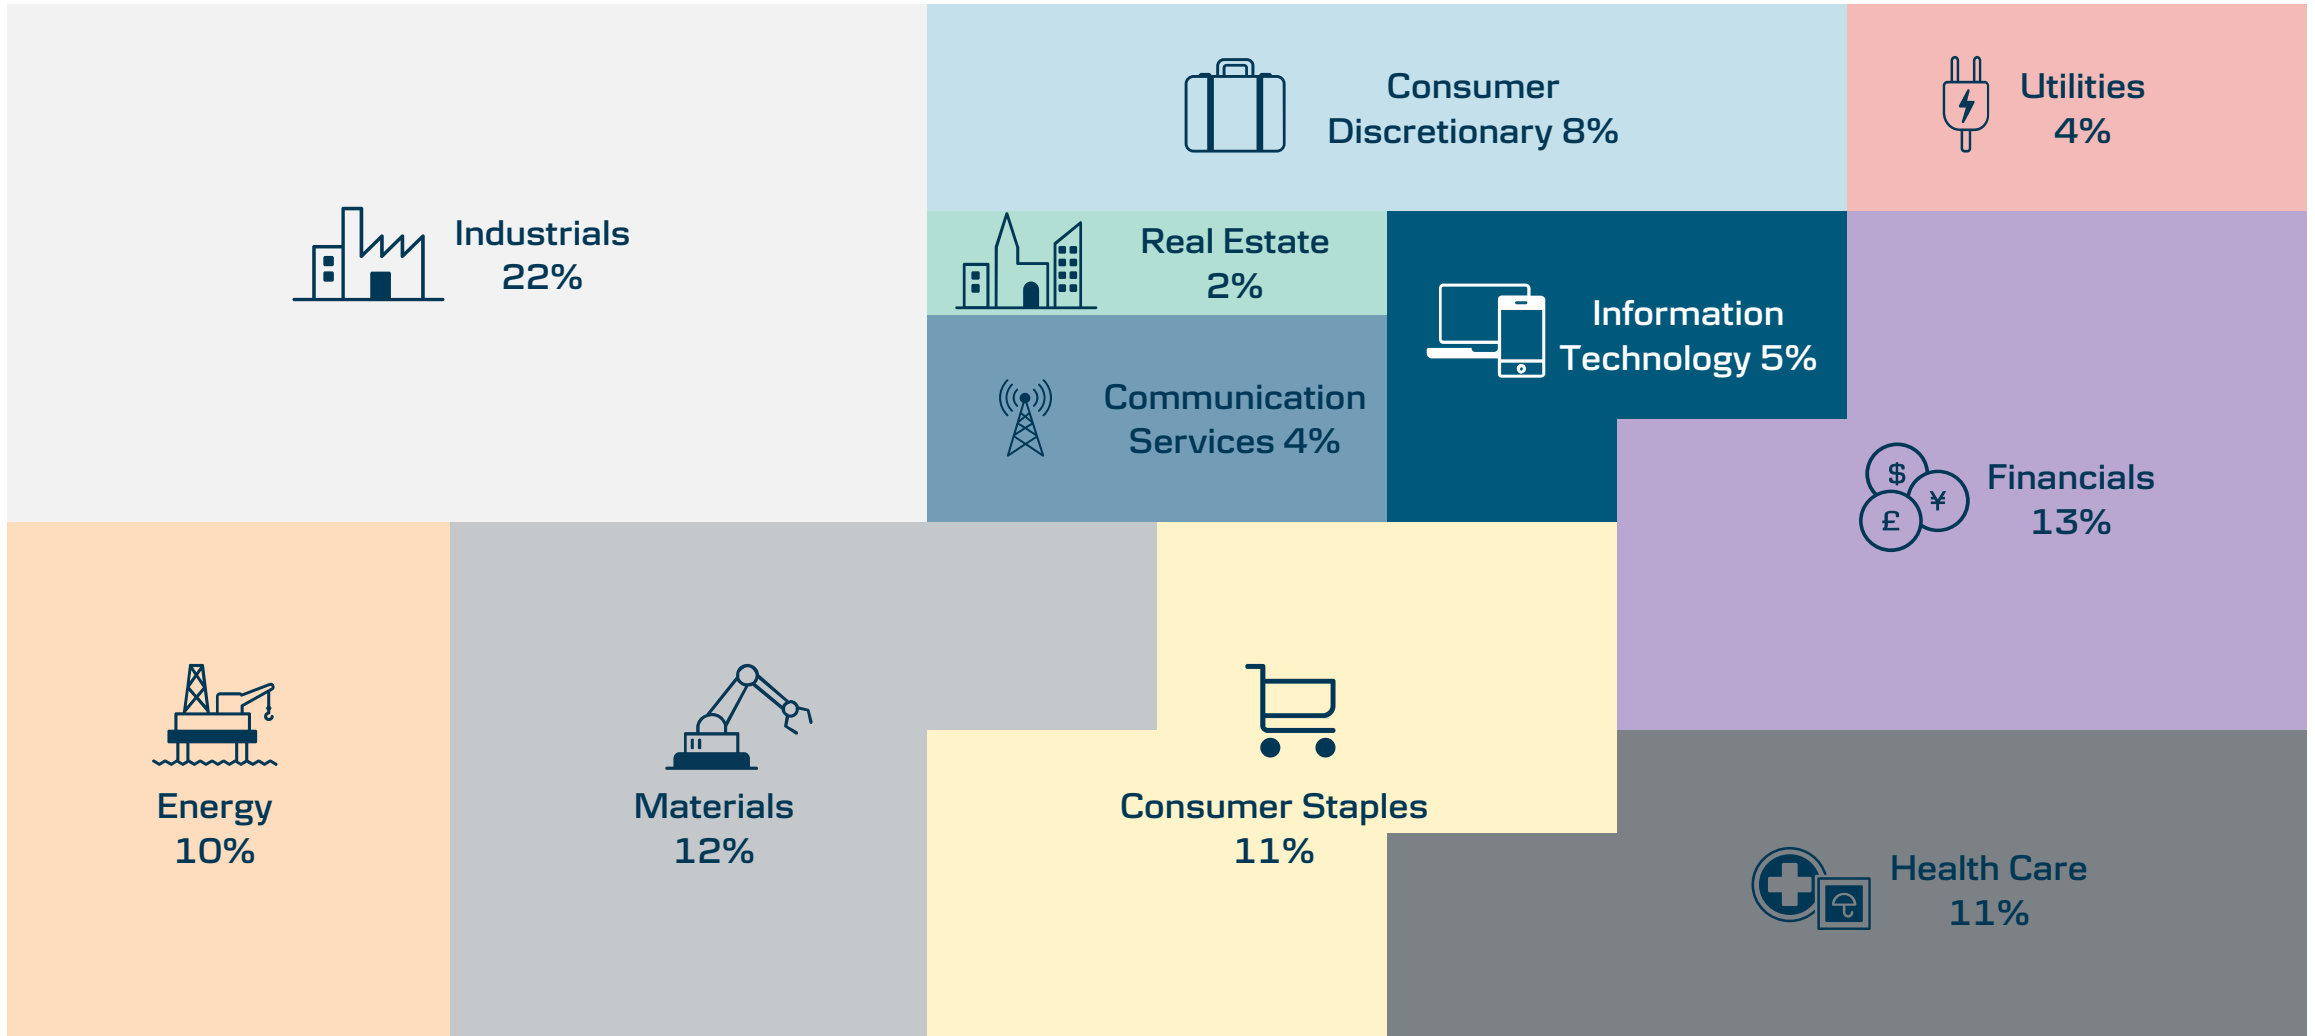 Industrials
22%
Consumer
Discretionary 8%
Utilities
4%
Real Estate
2%
Information
Technology 5%
Communication
Services 4%
$
¥
£
Financials
13%
Energy
10%
Materials
12%
Consumer Staples
11%
Health Care
11%